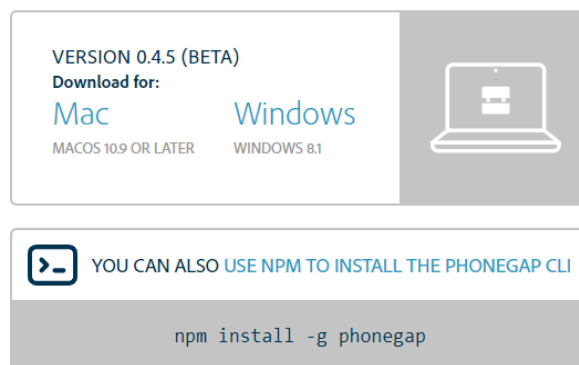 VERSION 0.4.5 (BETA)
Download for:
Mac Windows
MACOS 10.9 OR LATER WINDOWS 8.1
YOU CAN ALSO USE NPM TO INSTALL THE PHONEGAP CLI
npm install -g phonegap